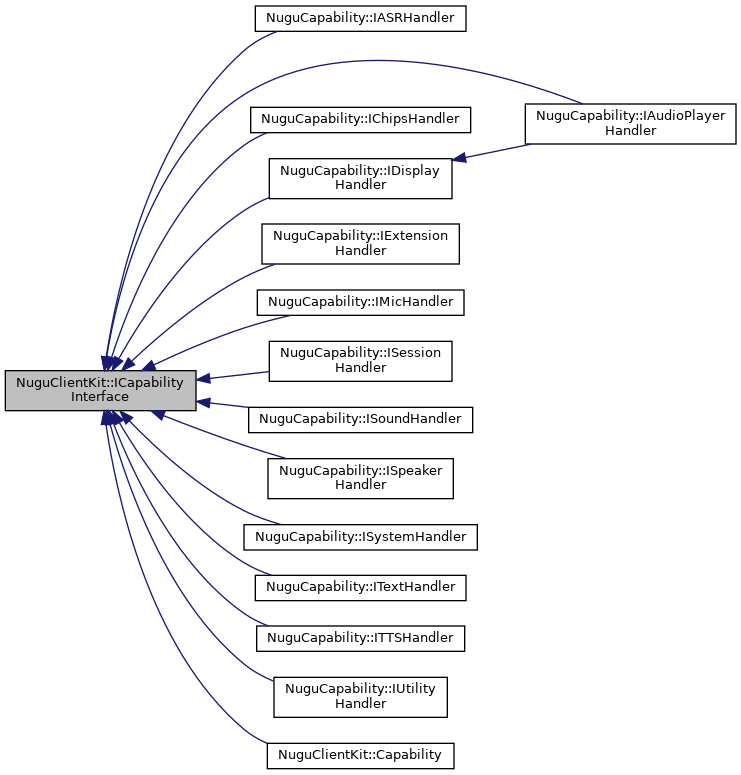 NuguCapability::IASRHandler
NuguCapability::IAudioPlayer
Handler
NuguCapability::IChipsHandler
NuguCapability::IDisplay
Handler
NuguCapability::IExtension
Handler
NuguCapability::IMicHandler
NuguCapability::ISession
Handler
NuguClientKit::ICapability
Interface
NuguCapability::ISoundHandler
NuguCapability::ISpeaker
Handler
NuguCapability::ISystemHandler
NuguCapability::ITextHandler
NuguCapability::ITTSHandler
NuguCapability::IUtility
Handler
NuguClientKit::Capability